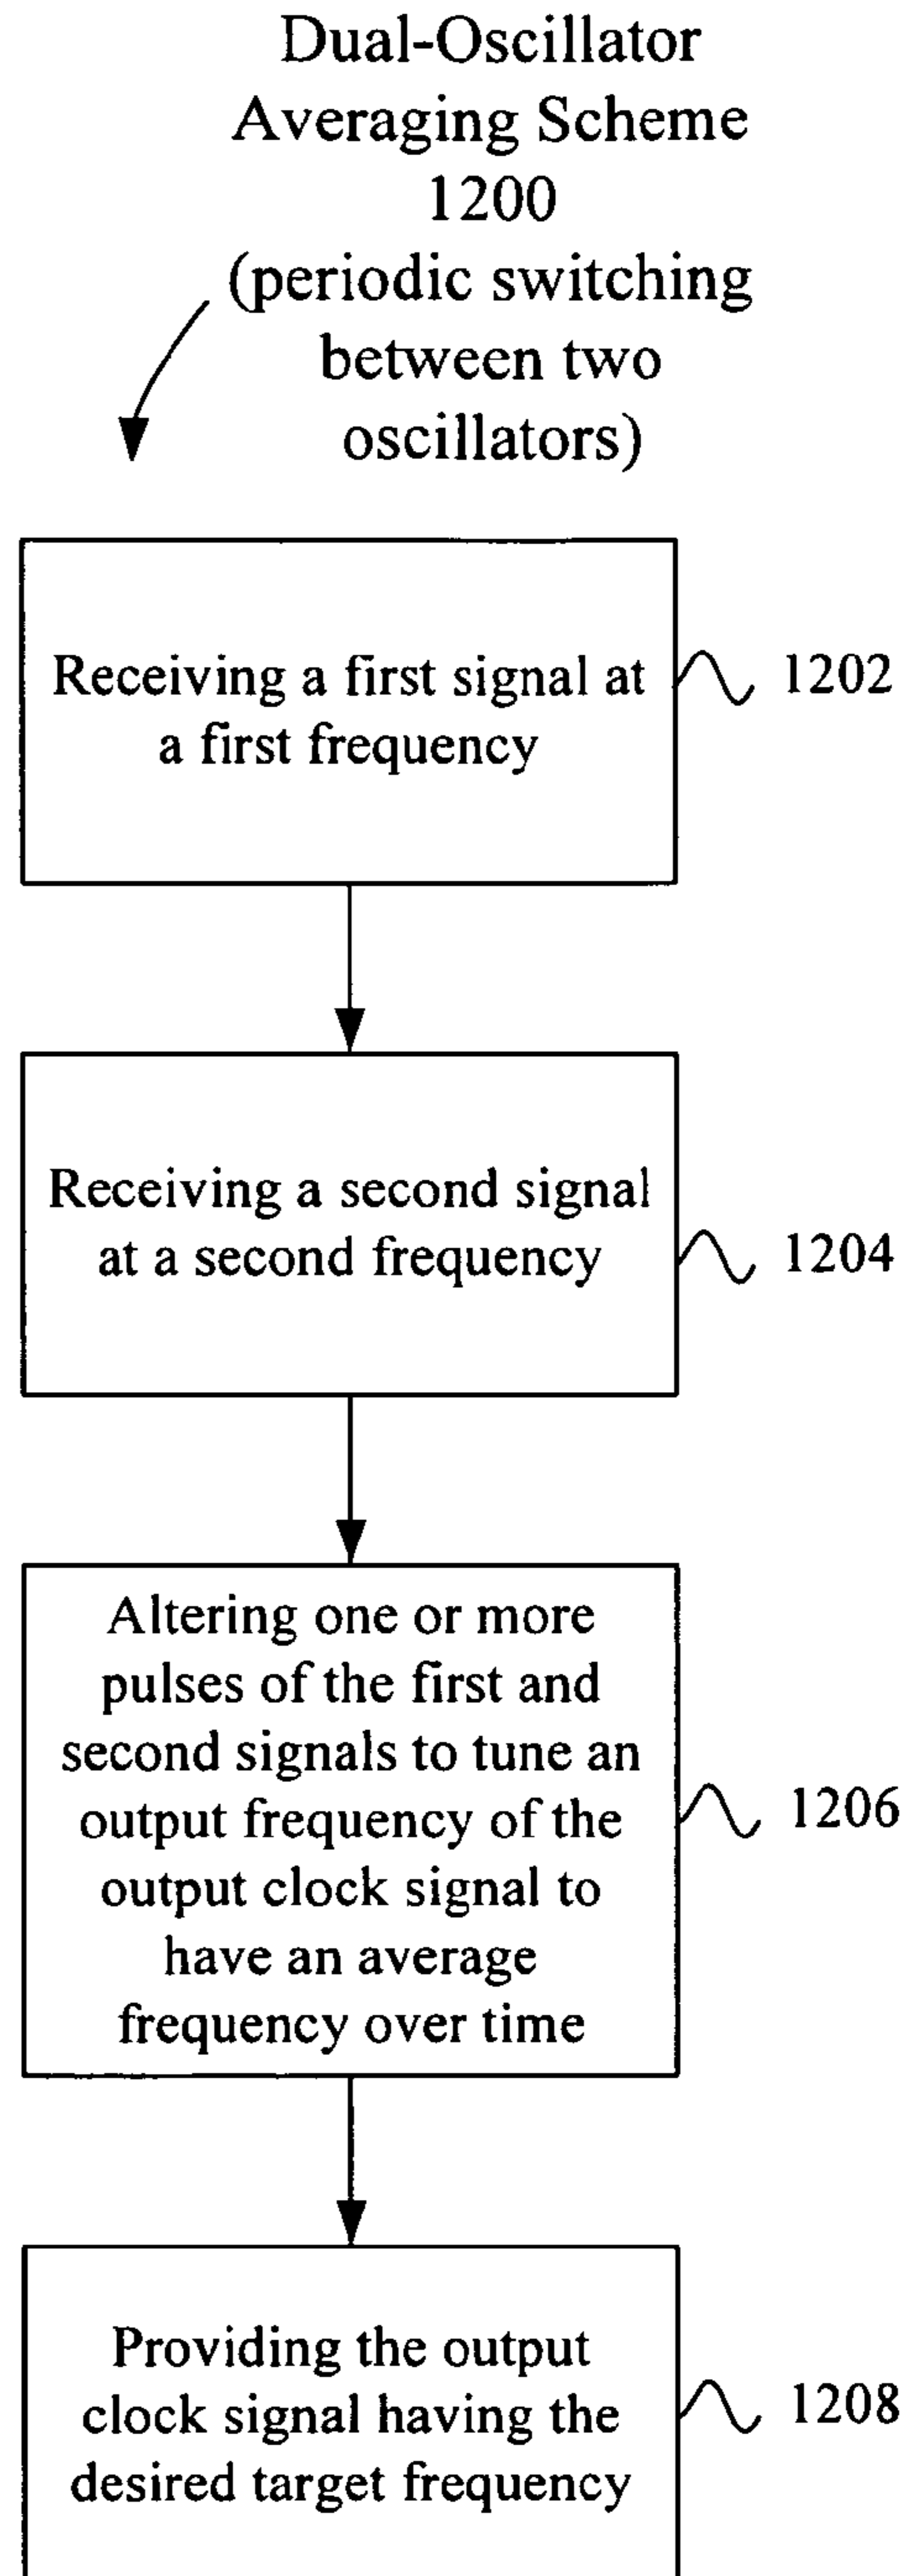 Dual-Oscillator
Averaging Scheme
1200
(periodic switching
between two
oscillators)
Receiving a first signal at
a first frequency
1202
Receiving a second signal
at a second frequency
1204
Altering one or more
pulses of the first and
second signals to tune an
output frequency of the
output clock signal to
have an average
frequency over time
1206
Providing the output
clock signal having the
desired target frequency
1208